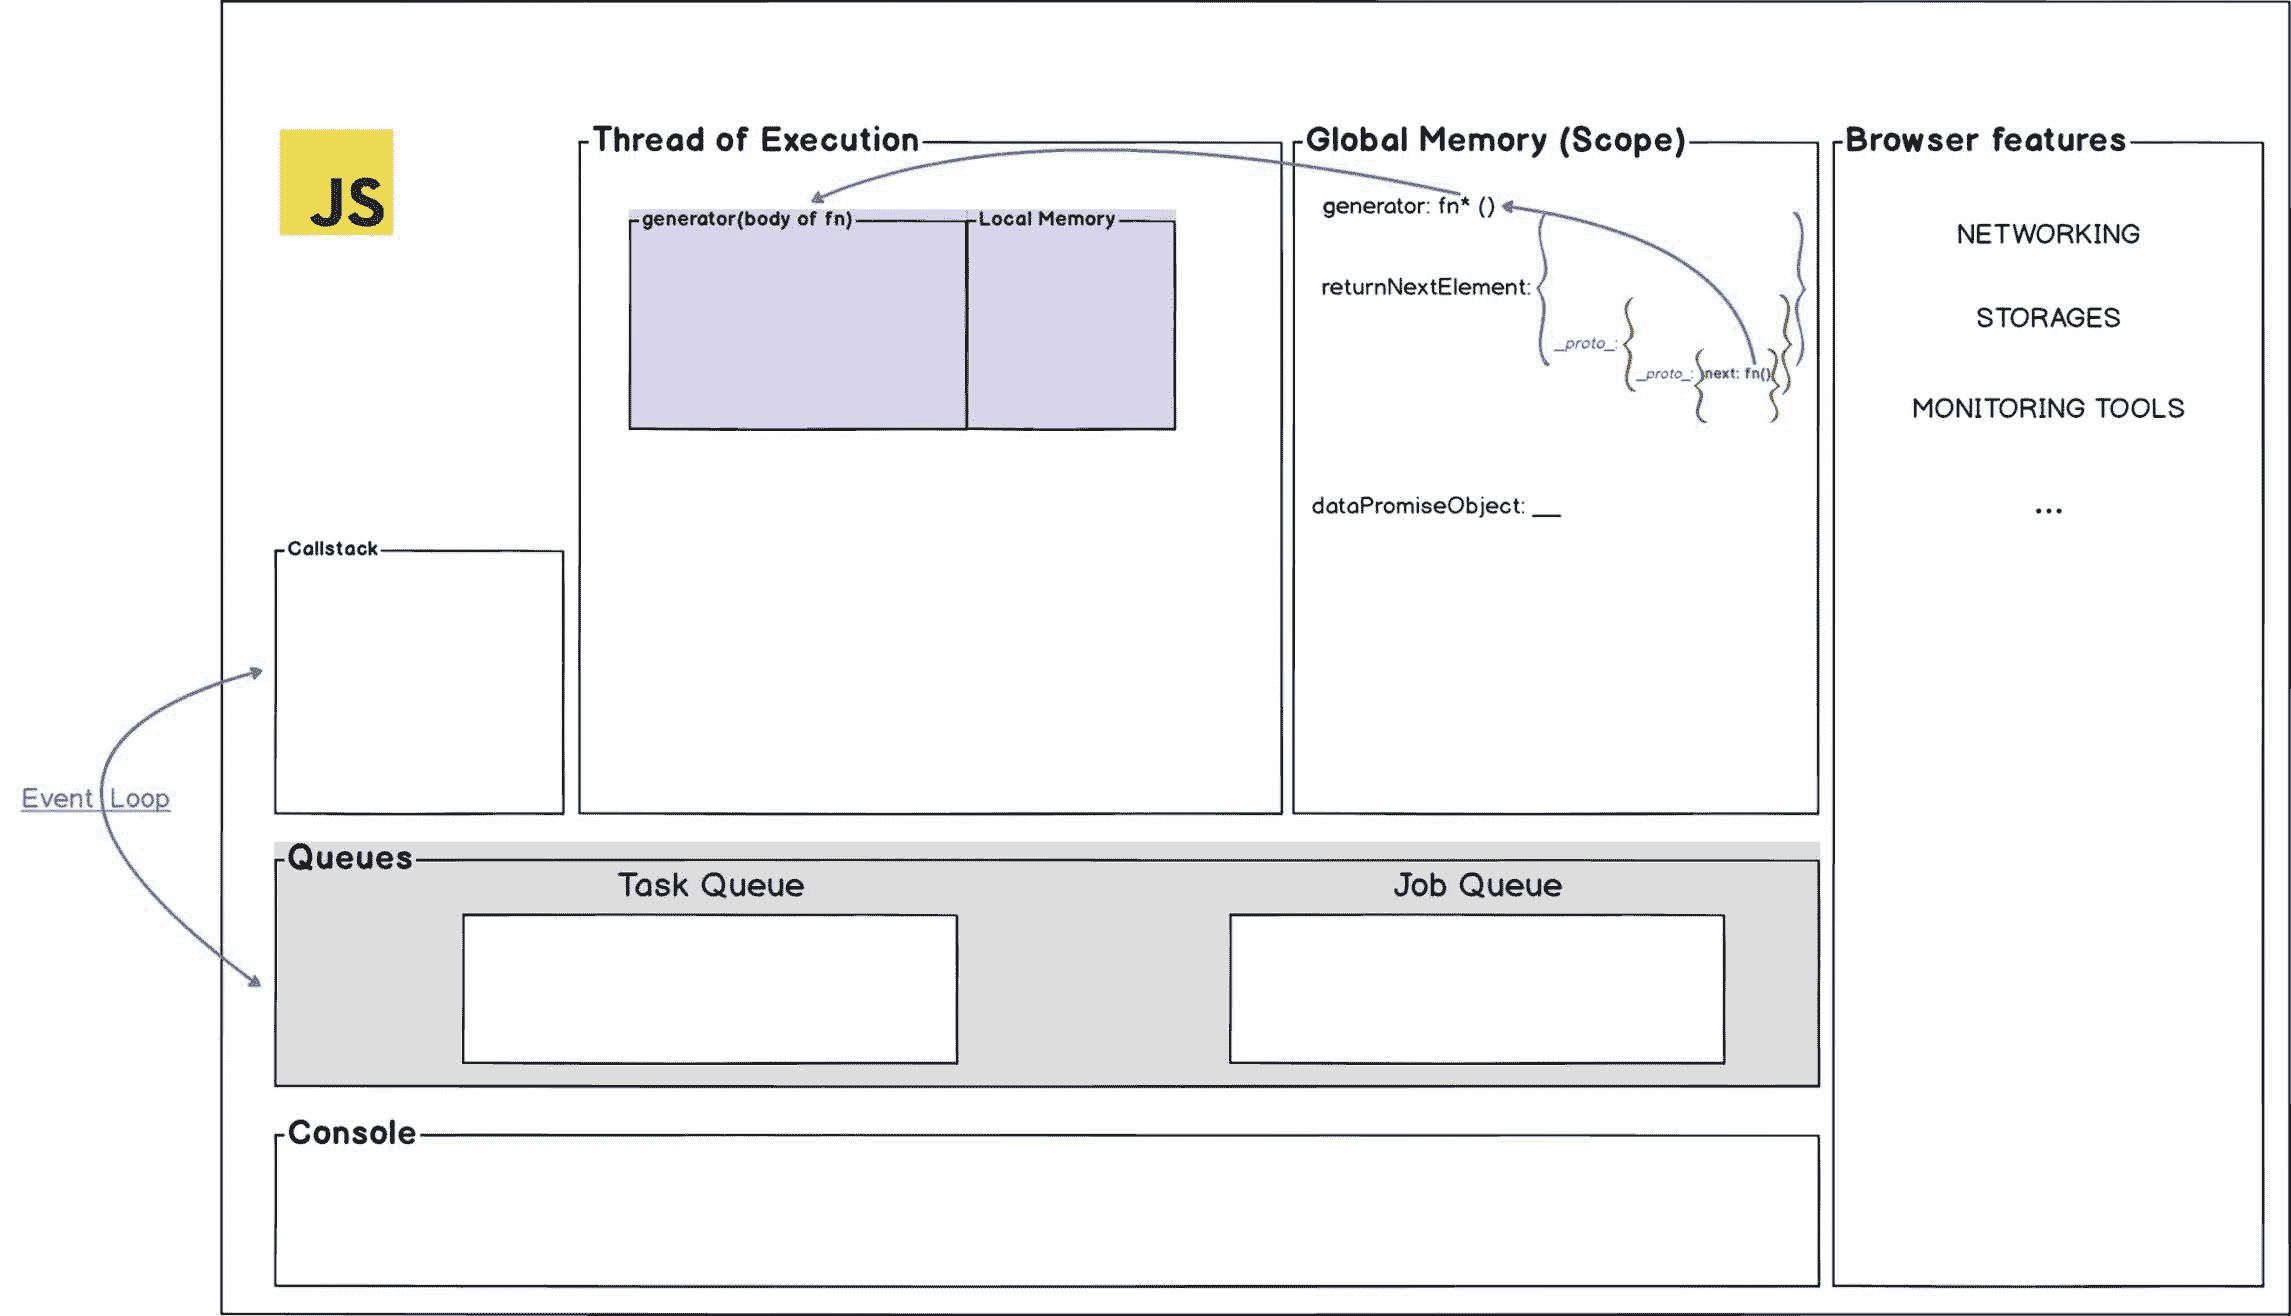 JS
Thread of Execution
generator(body of fn)
Local Memory
Global Memory (Scope)
generator: fn* ()
returnNextElement:
_proto_:
_proto_: next: fn()
dataPromiseObject: __
Browser features
NETWORKING
STORAGES
MONITORING TOOLS
...
Callstack
Event Loop
Queues
Task Queue
Job Queue
Console